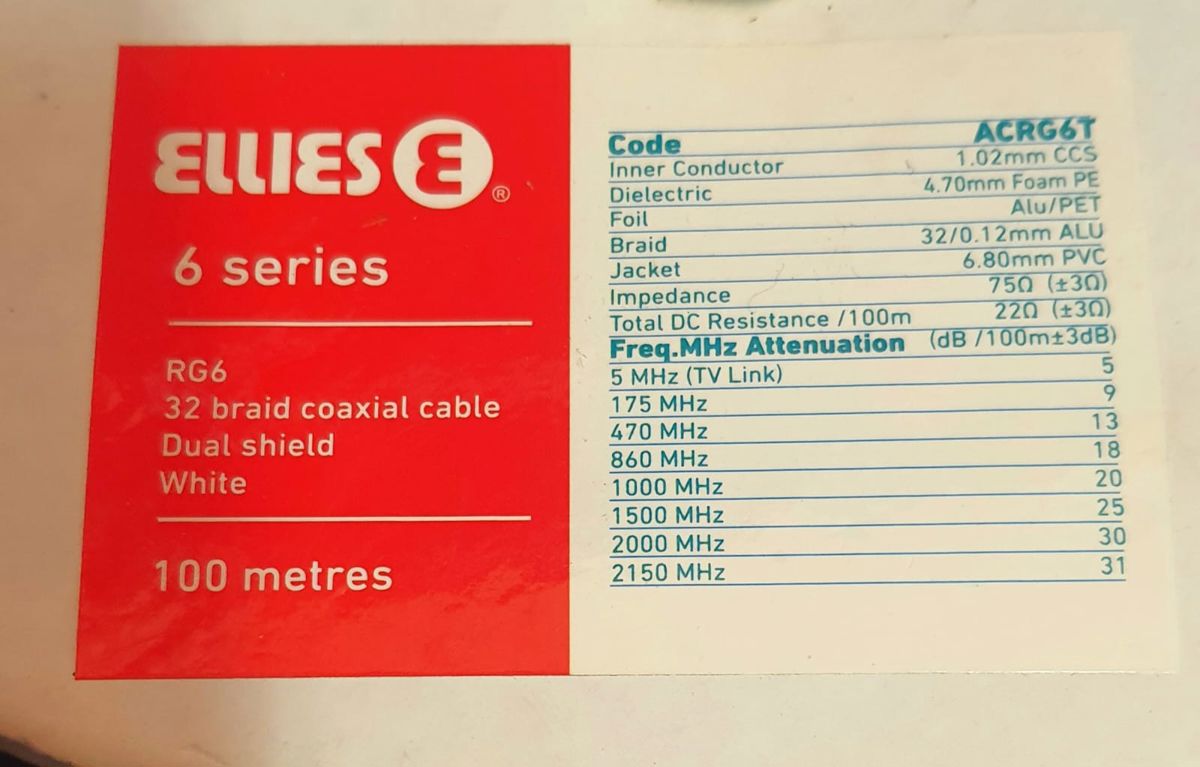 ELLIES E ®
6 series
RG6
32 braid coaxial cable
Dual shield
White
100 metres
Code ACRG6T
Inner Conductor 1.02mm CCS
Dielectric 4.70mm Foam PE
Foil Alu/PET
Braid 32/0.12mm ALU
Jacket 6.80mm PVC
Impedance 75Ω (±3Ω)
Total DC Resistance /100m 22Ω (±3Ω)
Freq.MHz Attenuation (dB /100m±3dB)
5 MHz (TV Link) 5
175 MHz 9
470 MHz 13
860 MHz 18
1000 MHz 20
1500 MHz 25
2000 MHz 30
2150 MHz 31